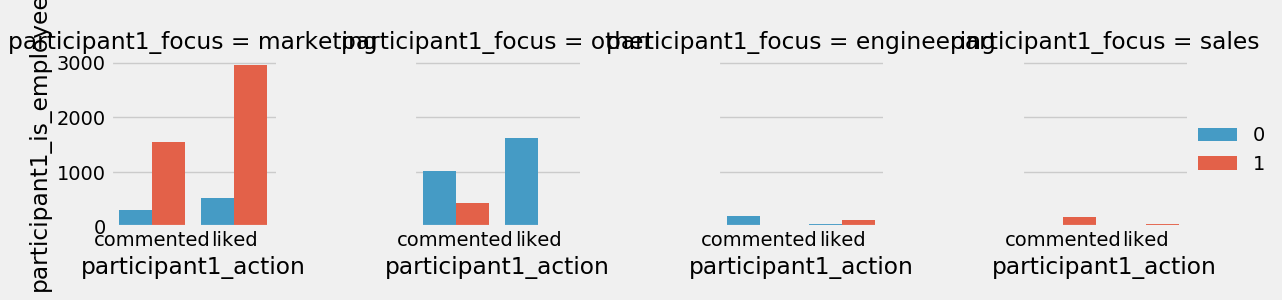 participant1_focus = marketing
participant1_focus = other
participant1_focus = engineering
participant1_focus = sales
participant1_is_employee
3000
2000
1000
0
commented liked
commented liked
commented liked
commented liked
participant1_action
participant1_action
participant1_action
participant1_action
0
1